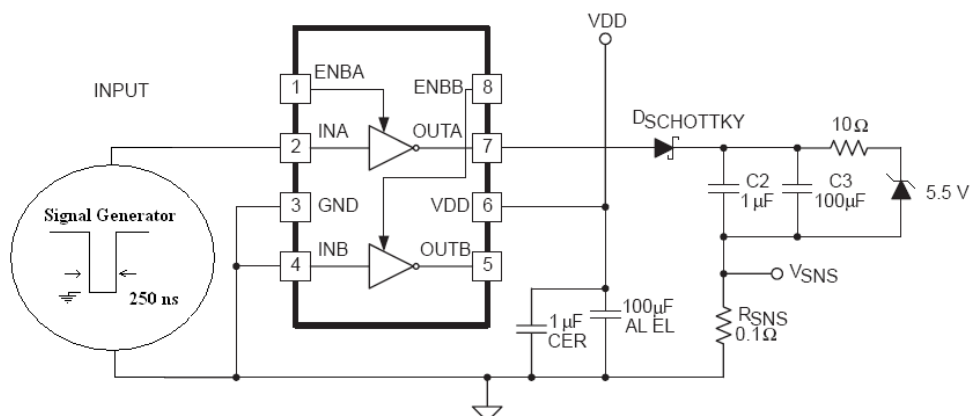 VDD
INPUT
1 ENBA ENBB 8
2 INA OUTA 7
3 GND VDD 6
4 INB OUTB 5
Signal Generator
250 ns
DSCHOTTKY
10Ω
C2
1μF
C3
100μF
5.5 V
VSNS
RSNS
0.1Ω
1μF
CER
100μF
AL EL